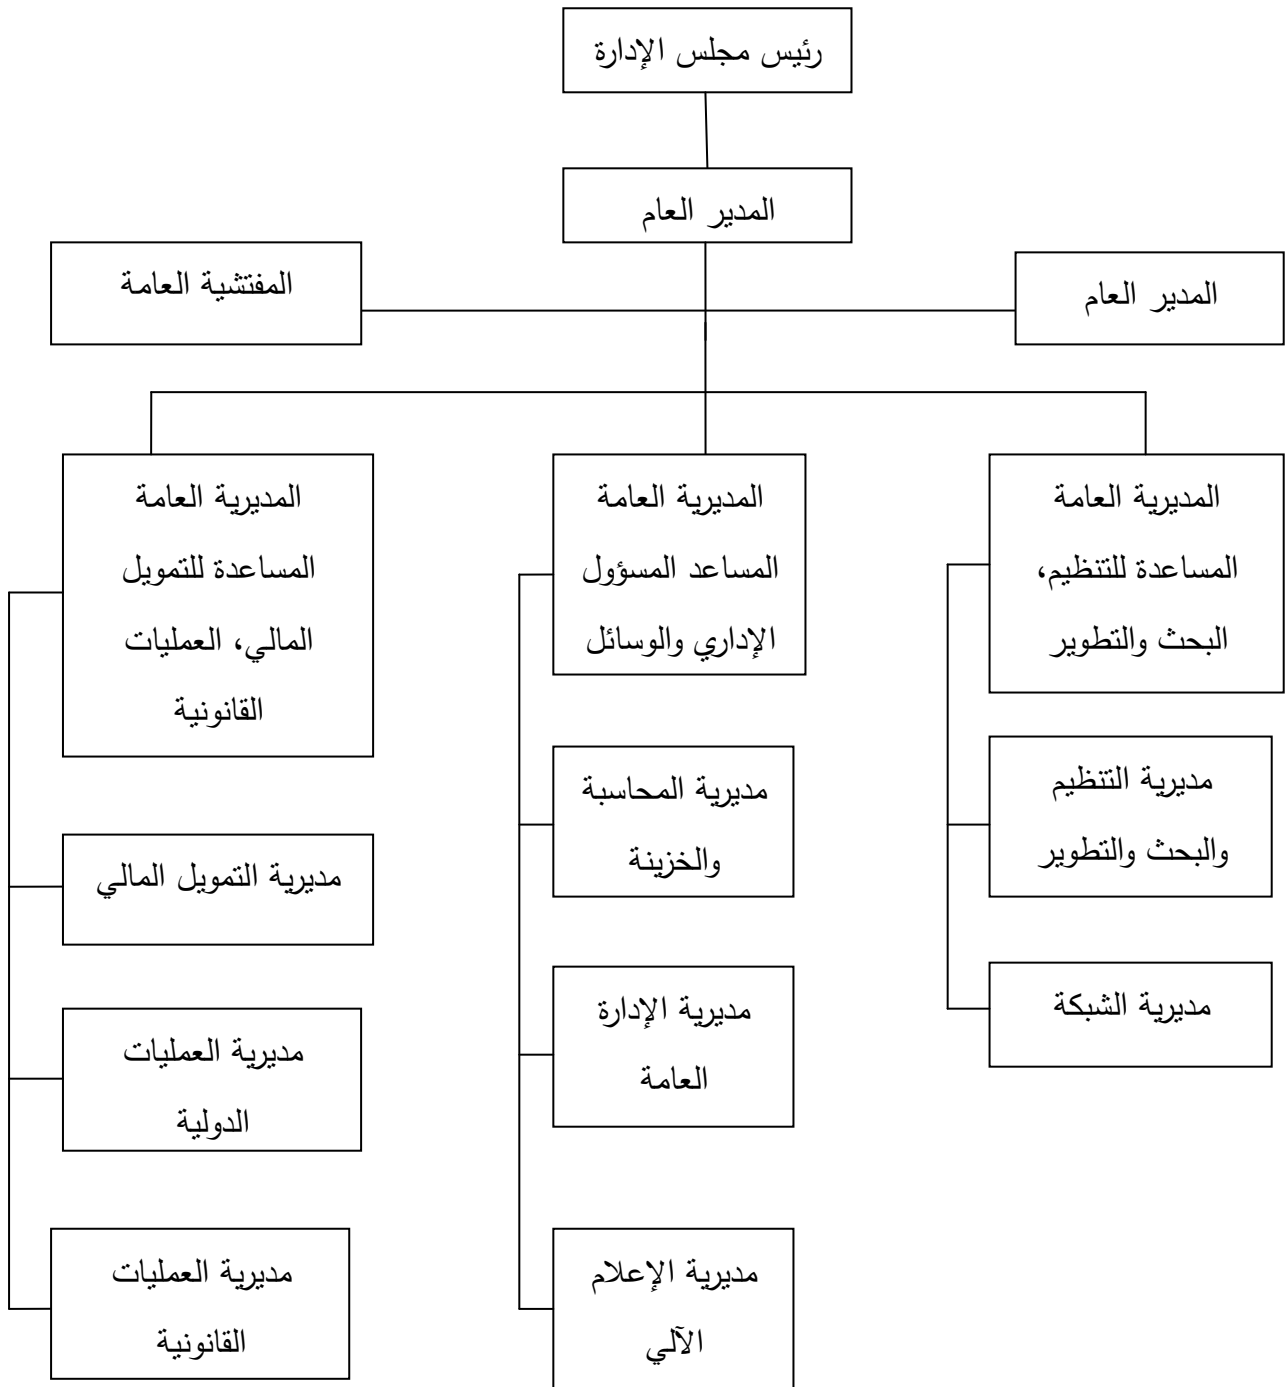 رئيس مجلس الإدارة
المدير العام
المدير العام
المفتشية العامة
المديرية العامة
المساعدة للتنظيم،
البحث والتطوير
مديرية التنظيم
والبحث والتطوير
مديرية الشبكة
المديرية العامة
المساعد المسؤول
الإداري والوسائل
مديرية المحاسبة
والخزينة
مديرية الإدارة
العامة
مديرية الإعلام
الآلي
المديرية العامة
المساعدة للتمويل
المالي، العمليات
القانونية
مديرية التمويل المالي
مديرية العمليات
الدولية
مديرية العمليات
القانونية